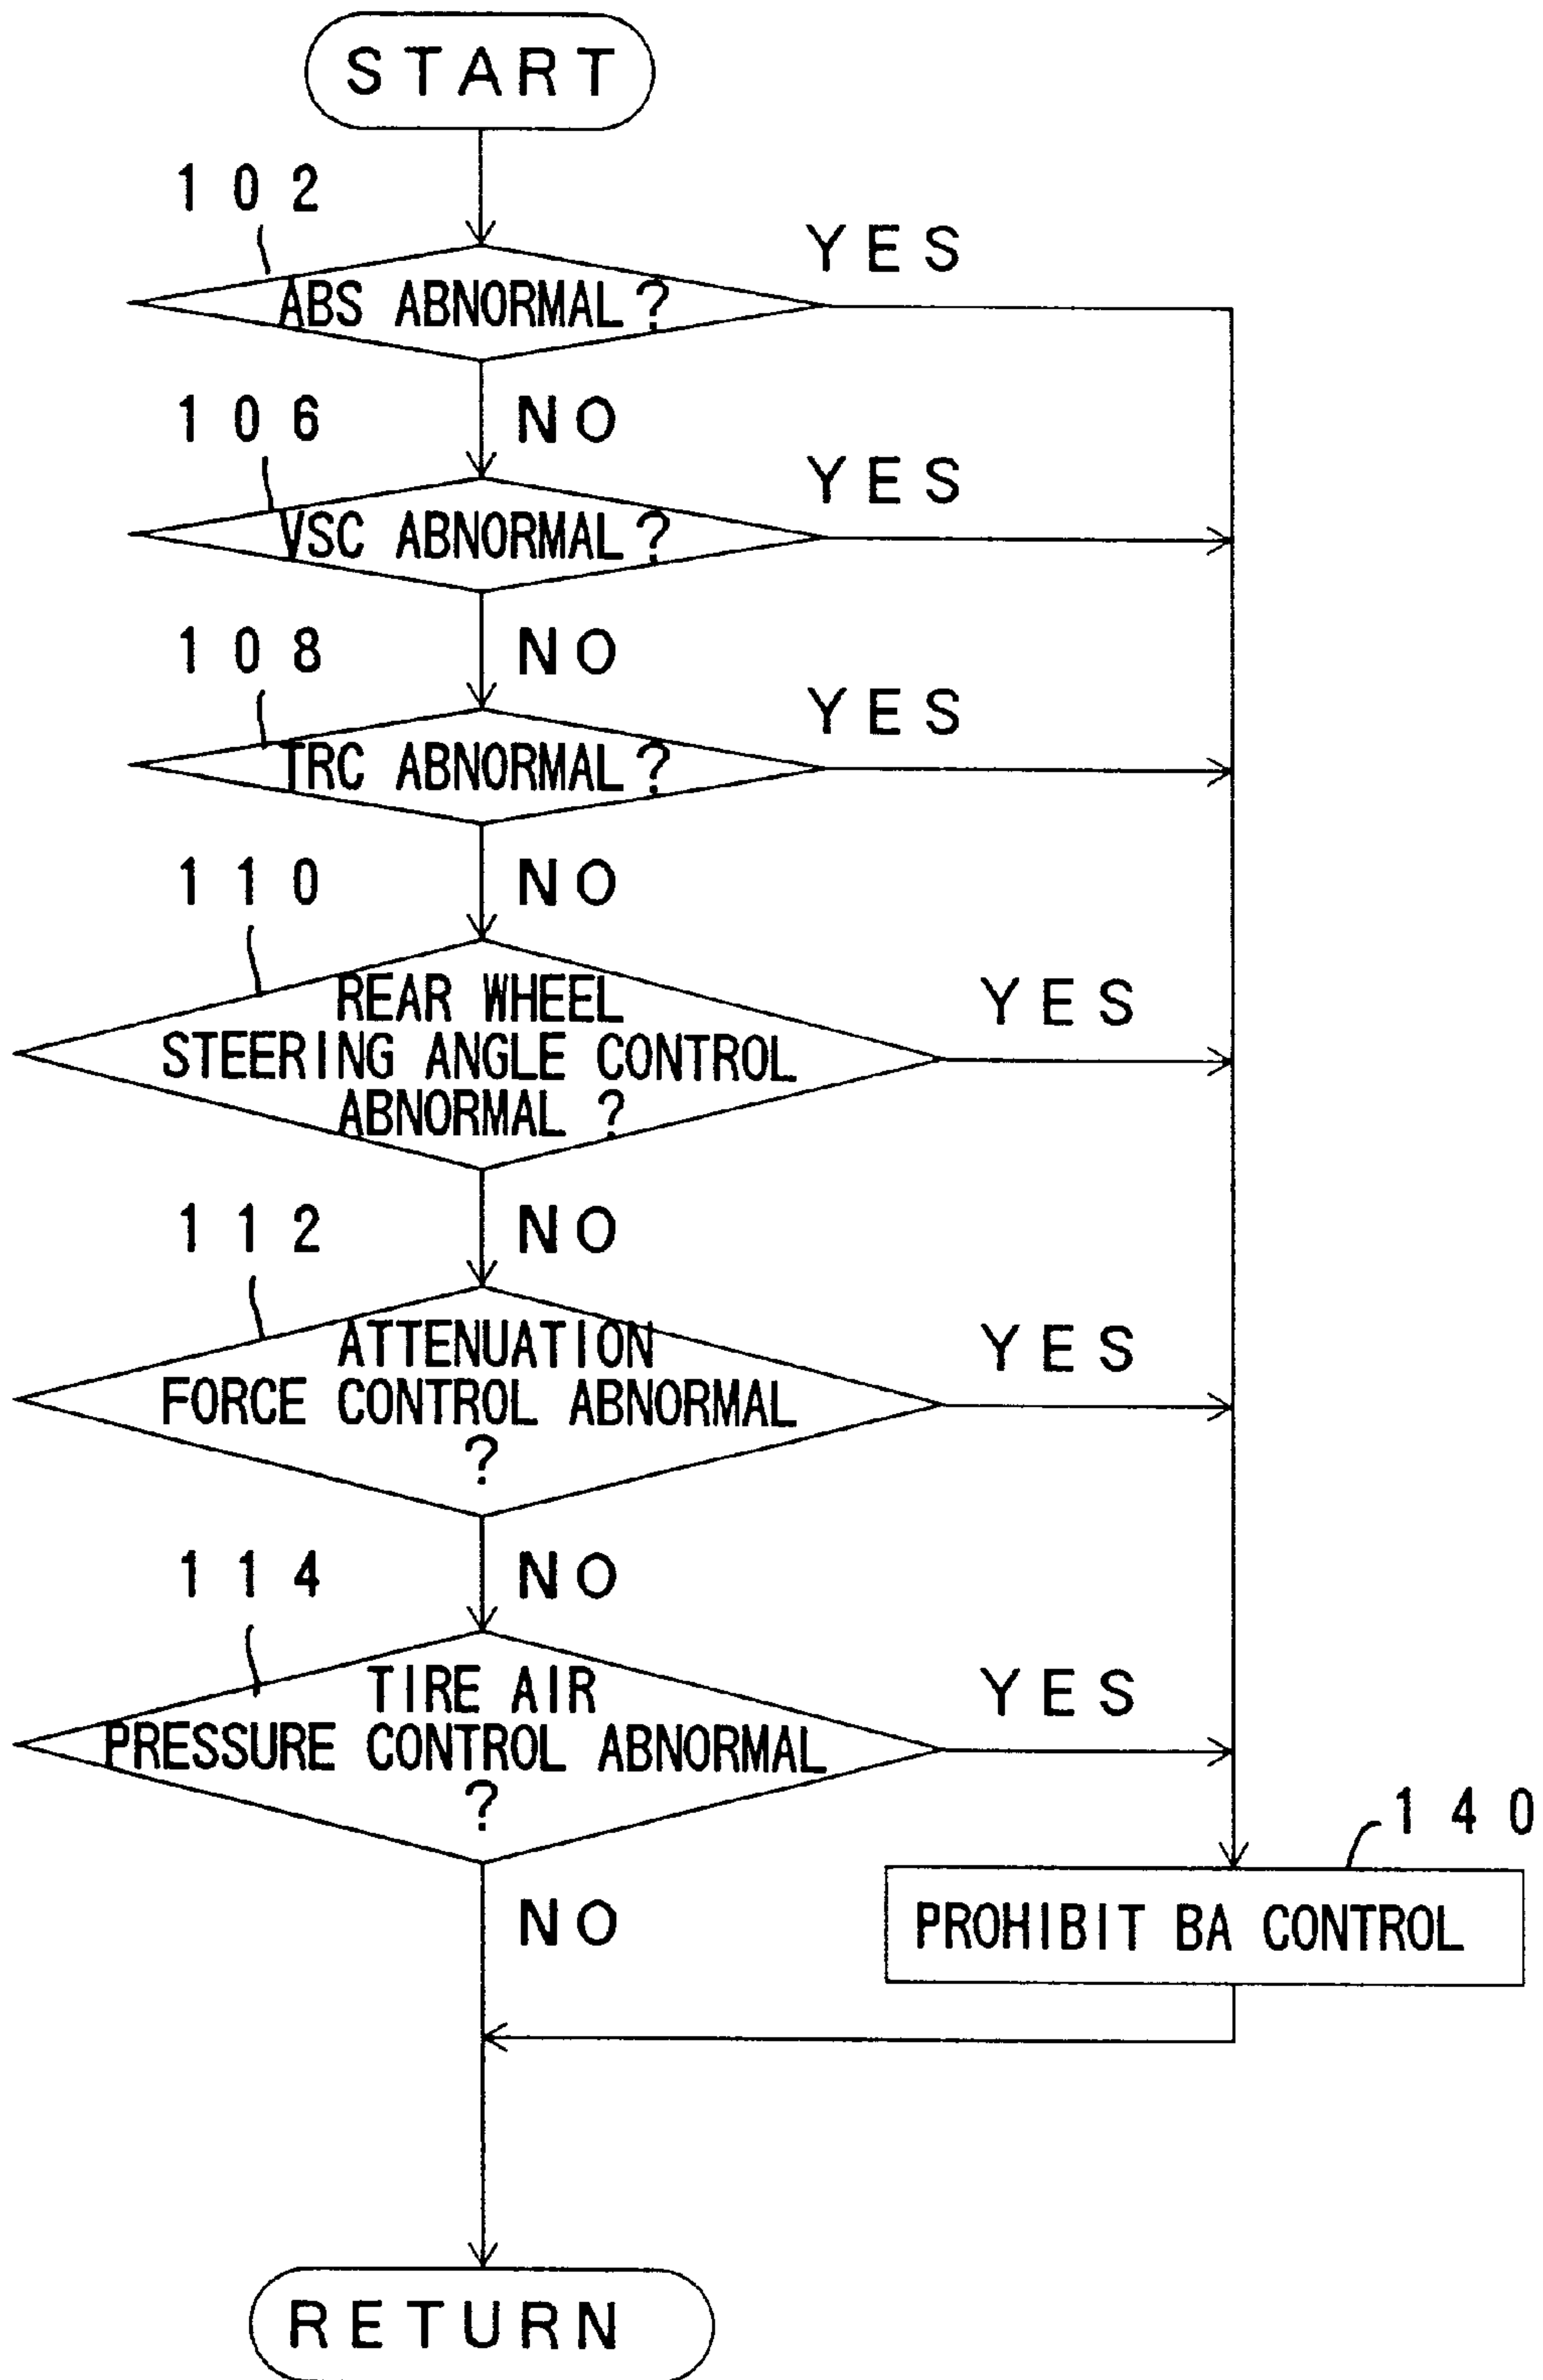 START
102
YES
ABS ABNORMAL?
106
NO
YES
VSC ABNORMAL?
108
NO
YES
TRC ABNORMAL?
110
NO
REAR WHEEL
YES
STEERING ANGLE CONTROL
ABNORMAL ?
112
NO
ATTENUATION
YES
FORCE CONTROL ABNORMAL
?
114
NO
TIRE AIR
YES
PRESSURE CONTROL ABNORMAL
?
140
NO
PROHIBIT BA CONTROL
RETURN